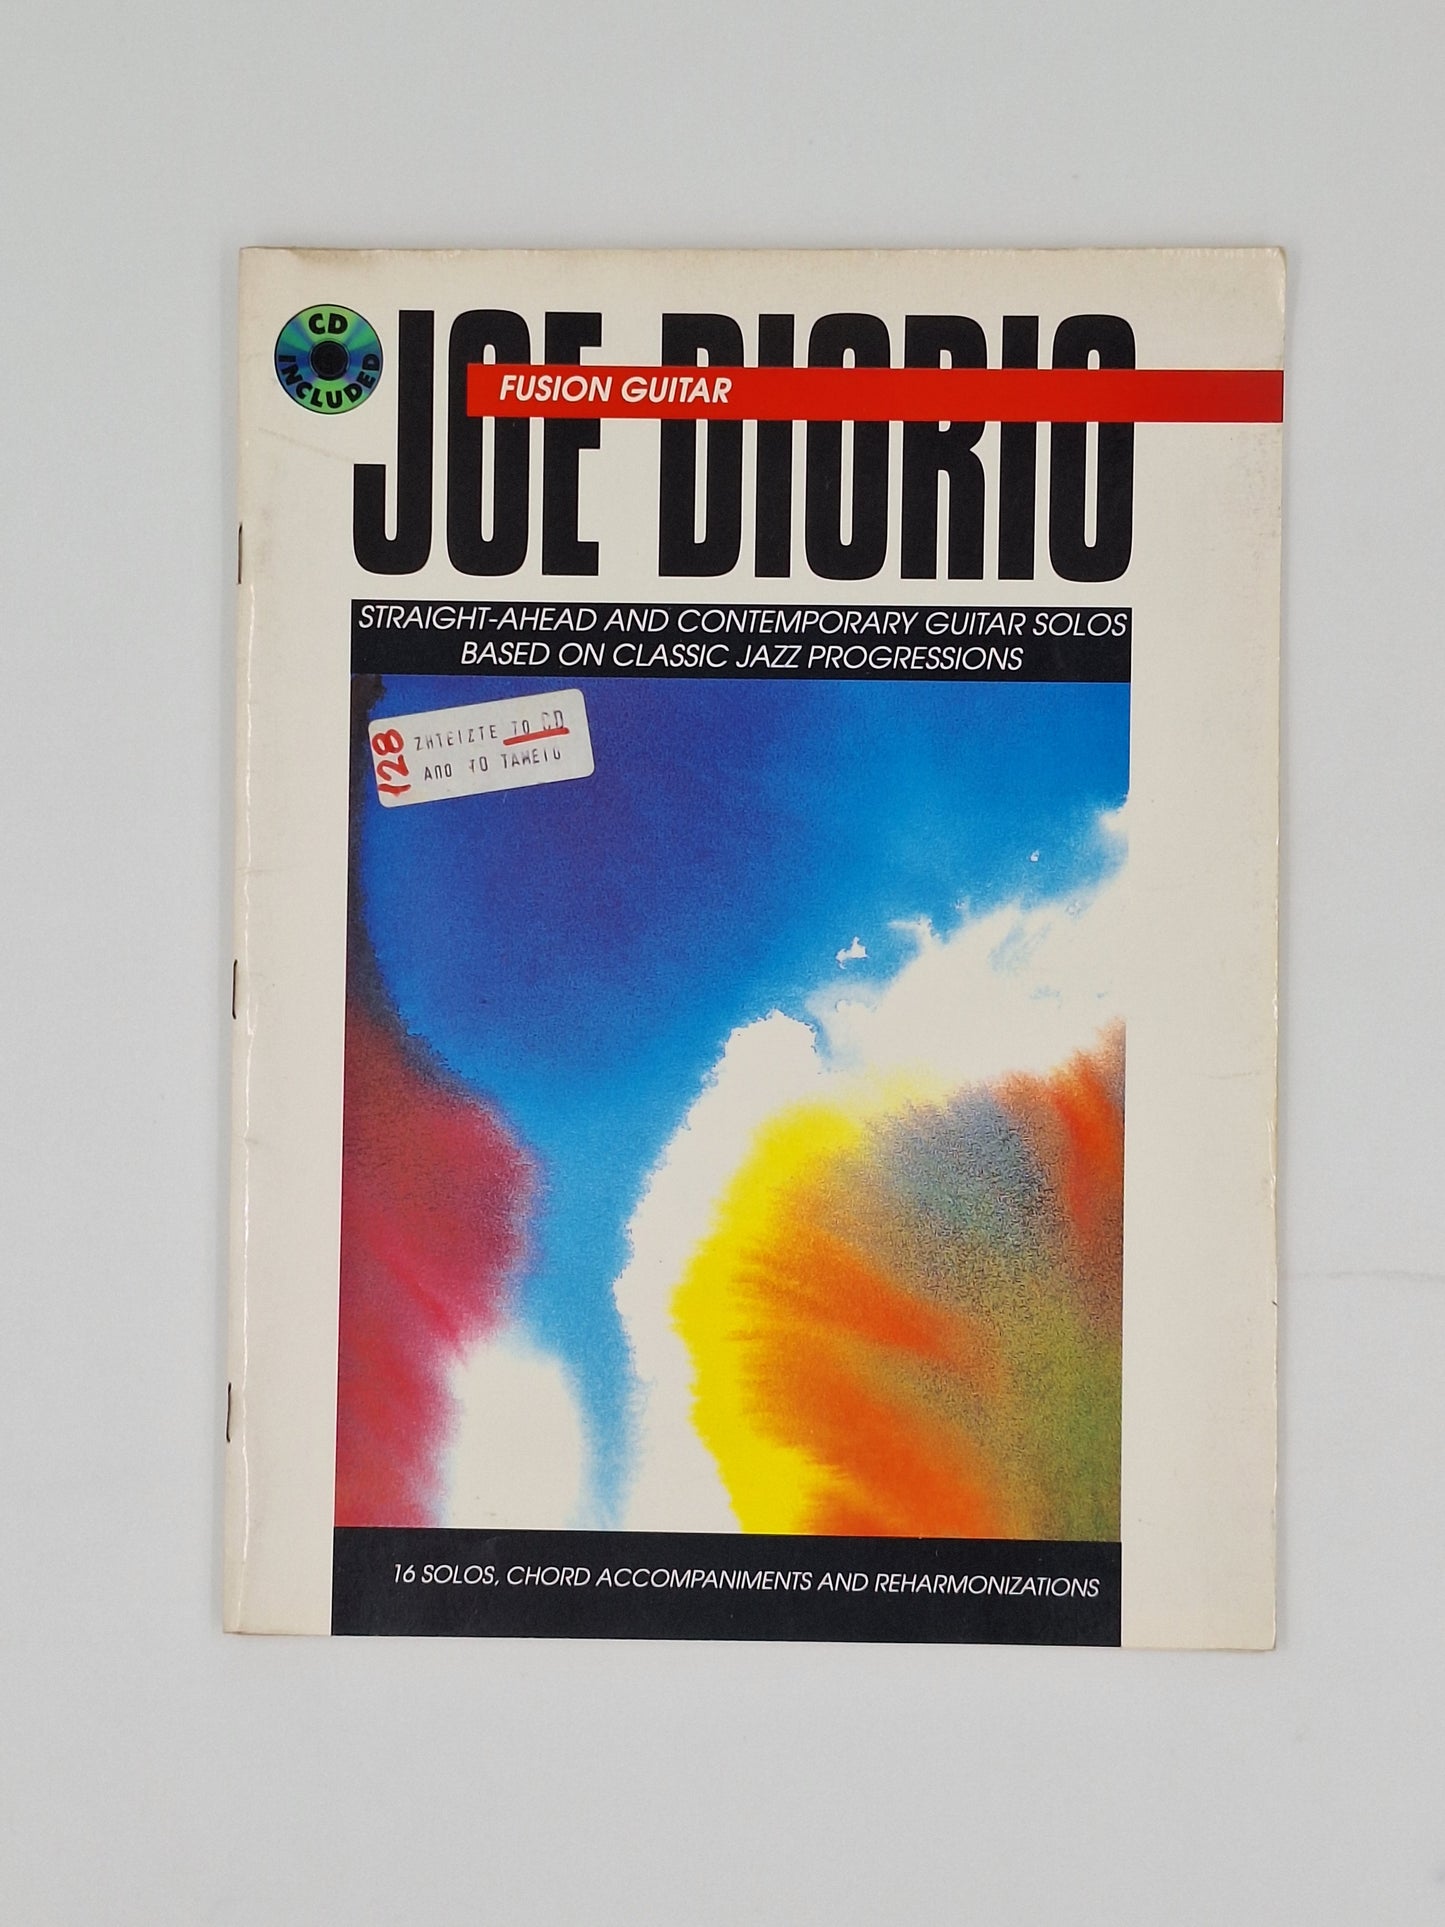 CD
INCLUDED
JOE DIORIO
FUSION GUITAR
STRAIGHT-AHEAD AND CONTEMPORARY GUITAR SOLOS
BASED ON CLASSIC JAZZ PROGRESSIONS
128
ΖΗΤΕΙΣΤΕ ΤΟ CD
ΑΠΟ ΤΟ ΤΑΜΕΙΟ
16 SOLOS, CHORD ACCOMPANIMENTS AND REHARMONIZATIONS